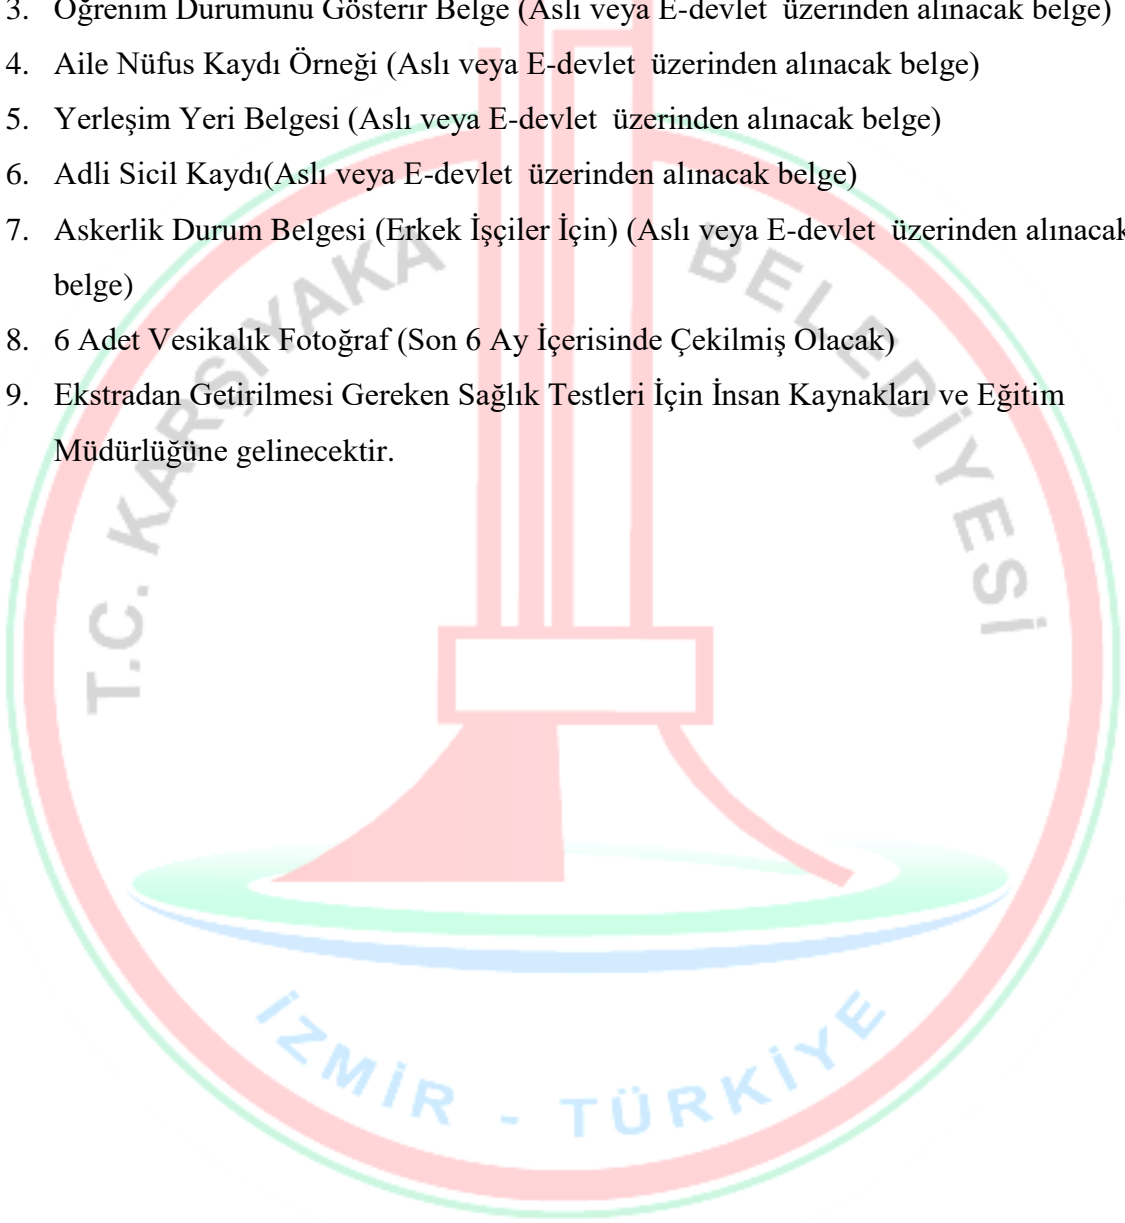 3. Öğrenim Durumunu Gösterir Belge (Aslı veya E-devlet üzerinden alınacak belge)
4. Aile Nüfus Kaydı Örneği (Aslı veya E-devlet üzerinden alınacak belge)
5. Yerleşim Yeri Belgesi (Aslı veya E-devlet üzerinden alınacak belge)
6. Adli Sicil Kaydı(Aslı veya E-devlet üzerinden alınacak belge)
7. Askerlik Durum Belgesi (Erkek İşçiler İçin) (Aslı veya E-devlet üzerinden alınacak
belge)
8. 6 Adet Vesikalık Fotoğraf (Son 6 Ay İçerisinde Çekilmiş Olacak)
9. Ekstradan Getirilmesi Gereken Sağlık Testleri İçin İnsan Kaynakları ve Eğitim
Müdürlüğüne gelinecektir.
T.C. KARŞIYAKA BELEDİYESİ
İZMİR - TÜRKİYE